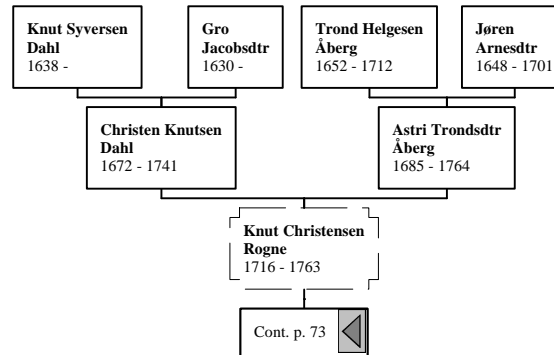 Knut Syversen
Dahl
1638 -
Gro
Jacobsdtr
1630 -
Trond Helgesen
Åberg
1652 - 1712
Jøren
Arnesdtr
1648 - 1701
Christen Knutsen
Dahl
1672 - 1741
Astri Trondsdtr
Åberg
1685 - 1764
Knut Christensen
Rogne
1716 - 1763
Cont. p. 73